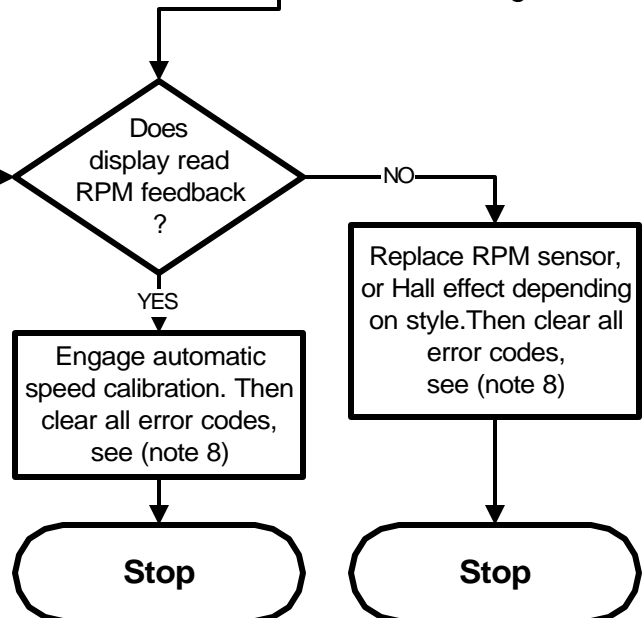 Does
display read
RPM feedback
?
NO
YES
Replace RPM sensor,
or Hall effect depending
on style.Then clear all
error codes,
see (note 8)
Engage automatic
speed calibration. Then
clear all error codes,
see (note 8)
Stop
Stop